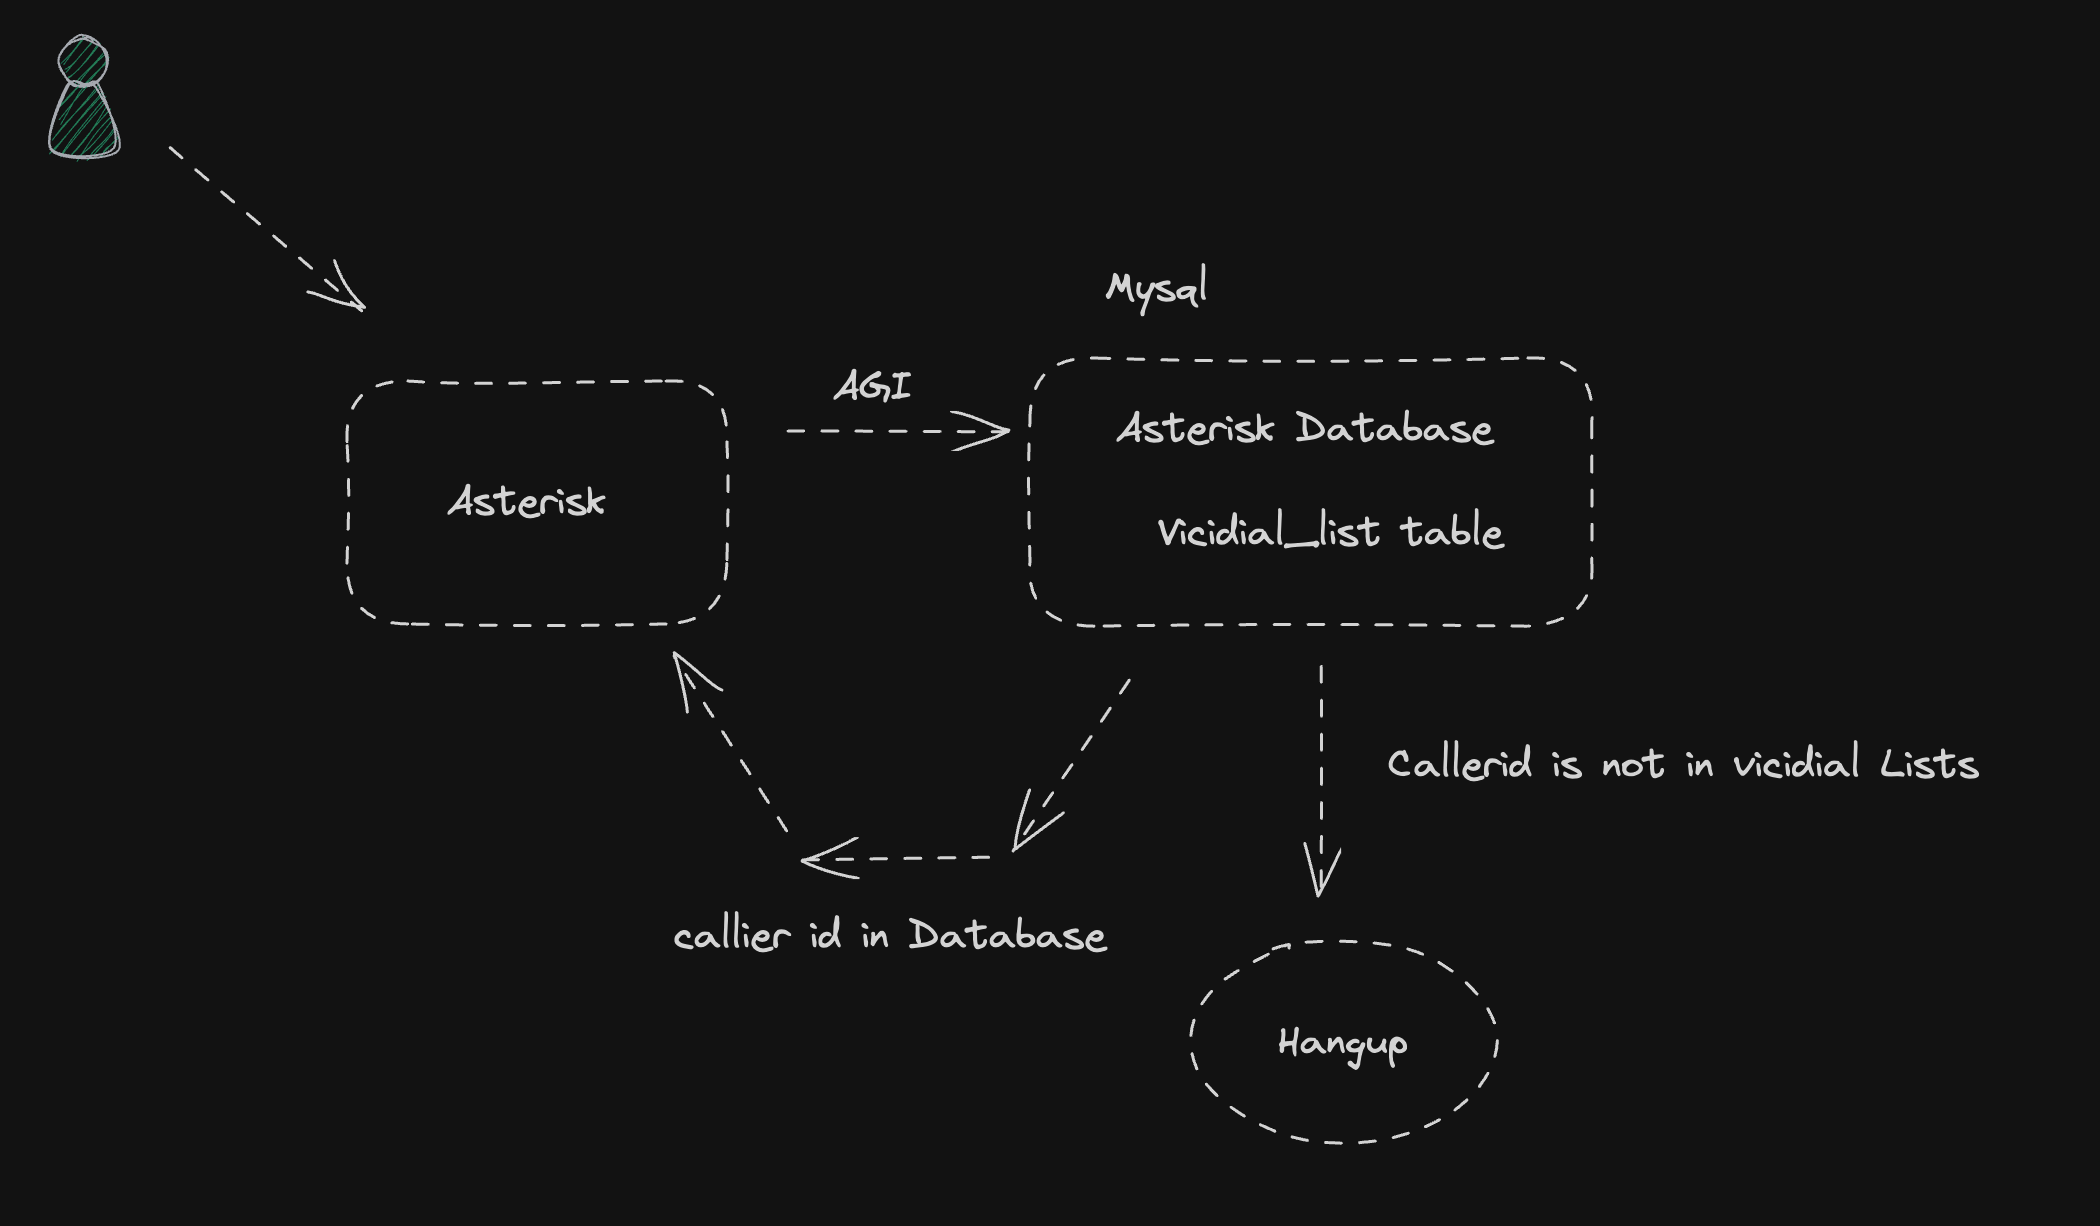 Mysql
AGI
Asterisk Database
Asterisk
Vicidial_list table
Callerid is not in vicidial Lists
callier id in Database
Hangup